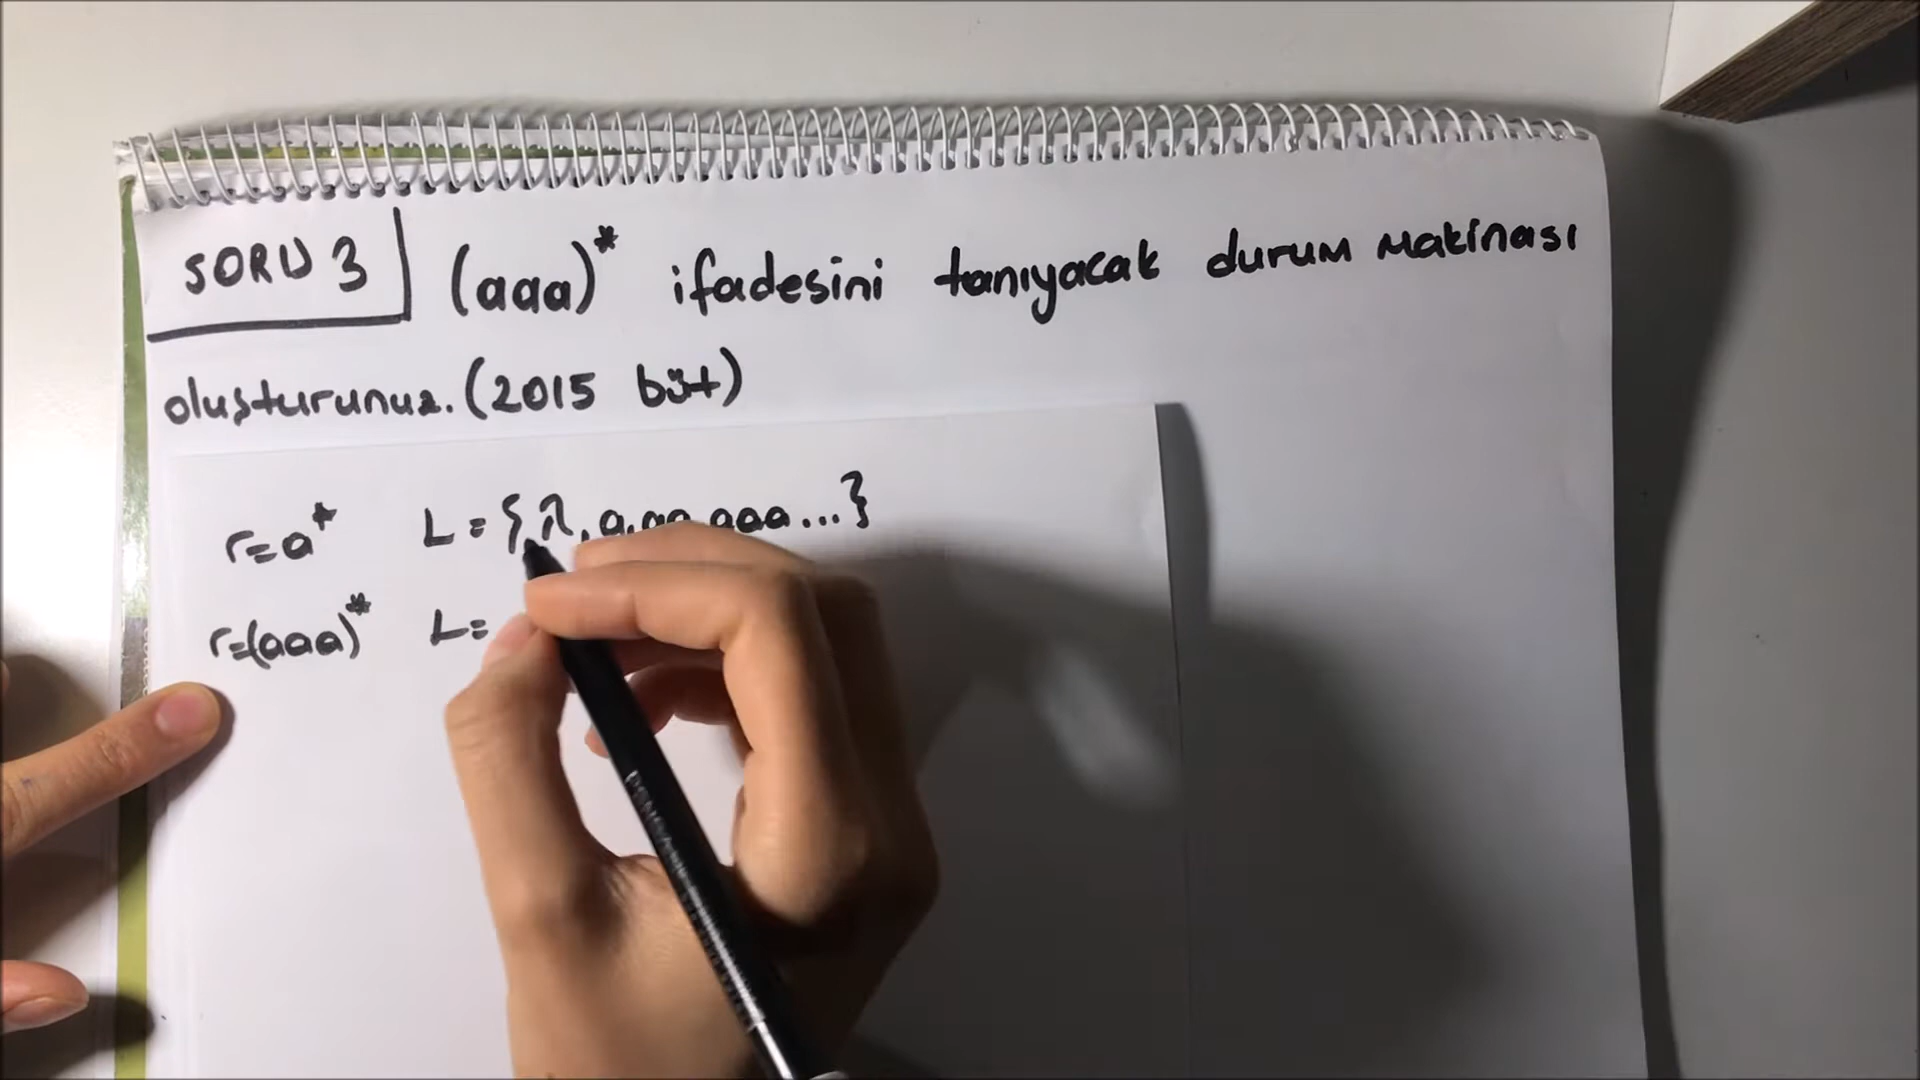 SORU 3 (aaa)* ifadesini tanıyacak durum makinası
oluşturunuz. (2015 büt)
r=a* L = {λ, a, aa, aaa...}
r=(aaa)* L=